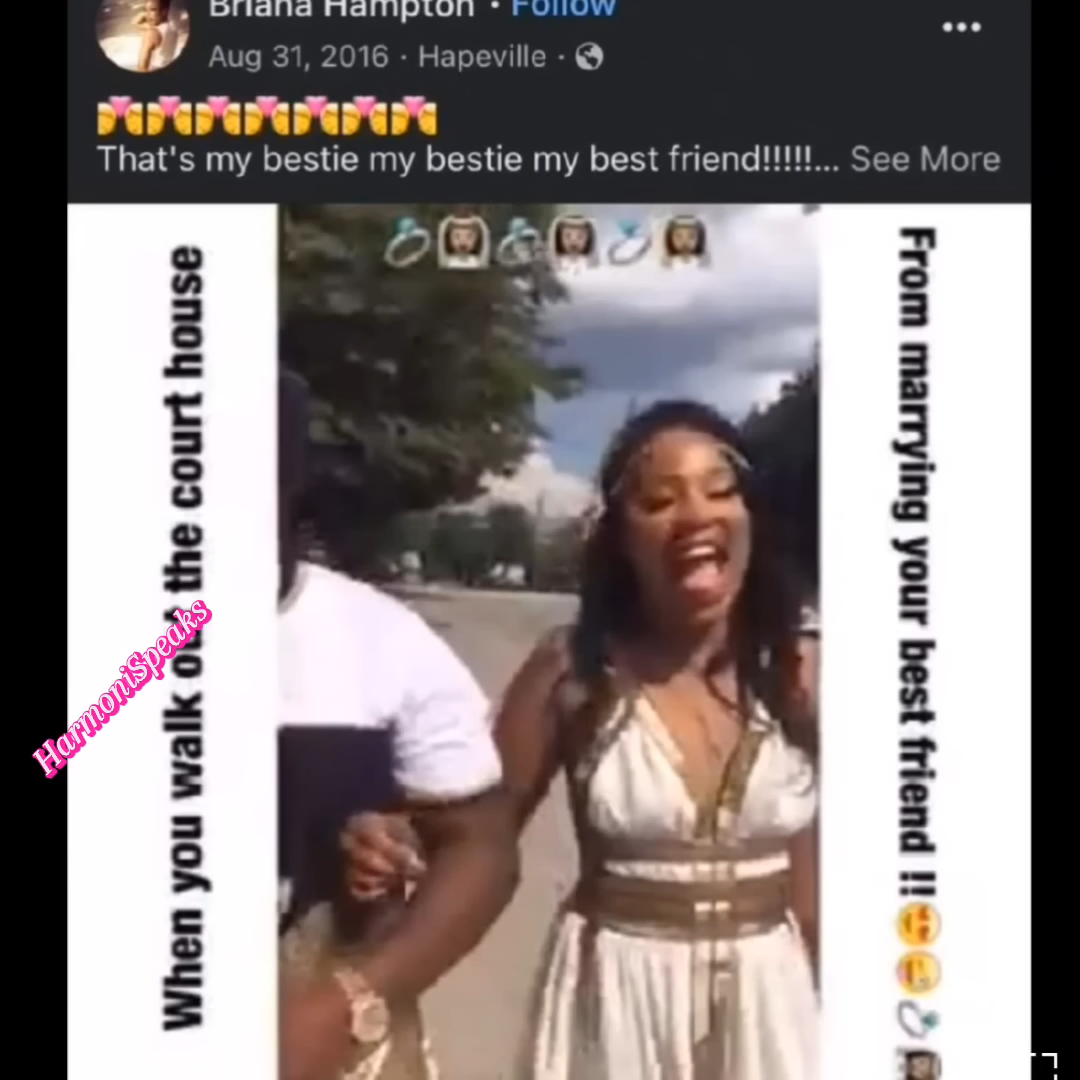 Briana Hampton · Follow
Aug 31, 2016 · Hapeville ·
That's my bestie my bestie my best friend!!!!!... See More
When you walk out the court house
From marrying your best friend !!
HarmoniSpeaks